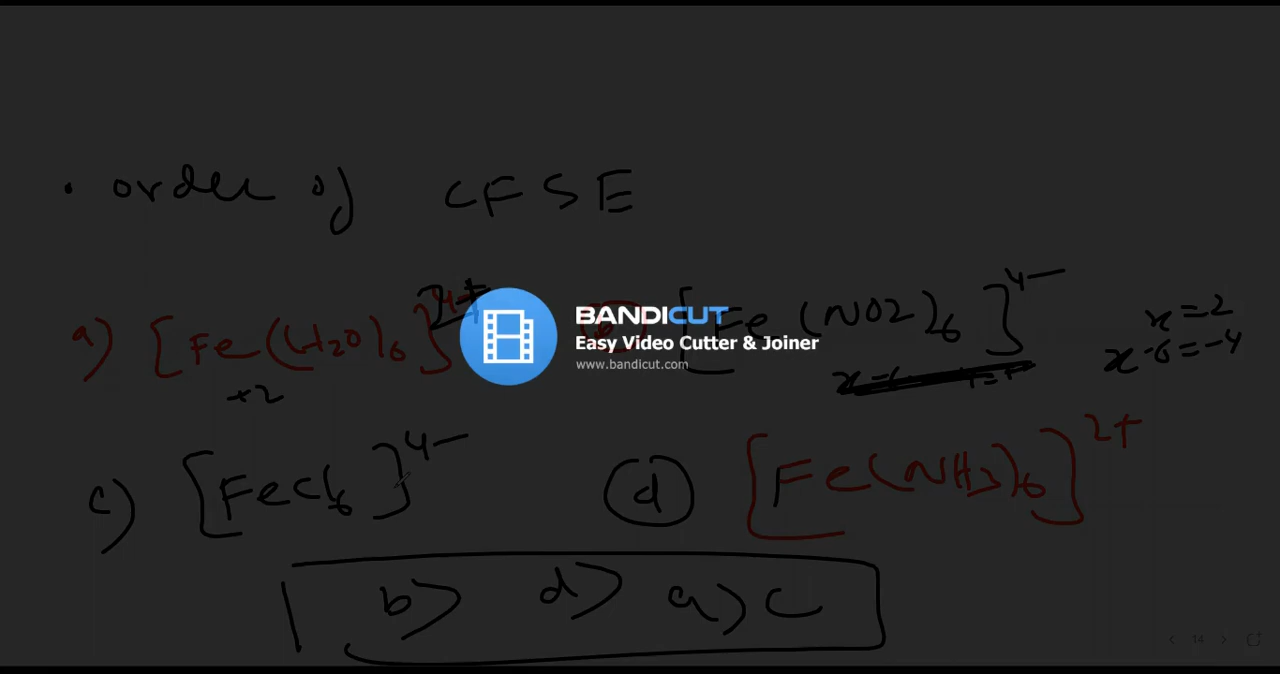 • order of CFSE
a) [Fe(H2O)6]2+ [Fe(NO2)6]4-
x=2
x-6=-4
+2
BANDICUT
Easy Video Cutter & Joiner
www.bandicut.com
c) [FeCl6]4- d [Fe(NH3)6]2+
b> d> a> c
14